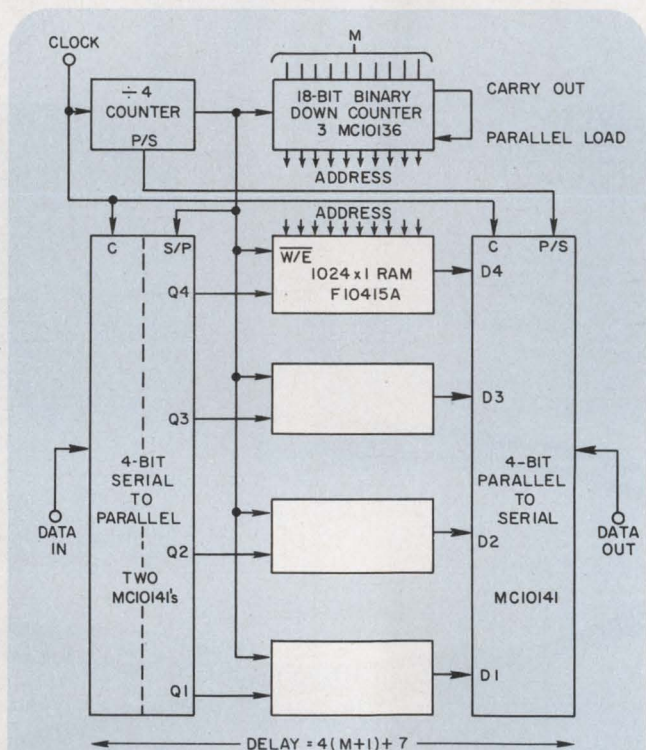 CLOCK
M
÷ 4
COUNTER
P/S
18-BIT BINARY
DOWN COUNTER
3 MC10136
CARRY OUT
PARALLEL LOAD
ADDRESS
ADDRESS
C
S/P
W/E
1024 x 1 RAM
F10415A
C
P/S
Q4
D4
Q3
D3
4-BIT
SERIAL
TO
PARALLEL
4-BIT
PARALLEL
TO
SERIAL
DATA
IN
Q2
D2
DATA
OUT
TWO
MC10141's
MC10141
Q1
D1
DELAY = 4(M+1)+7